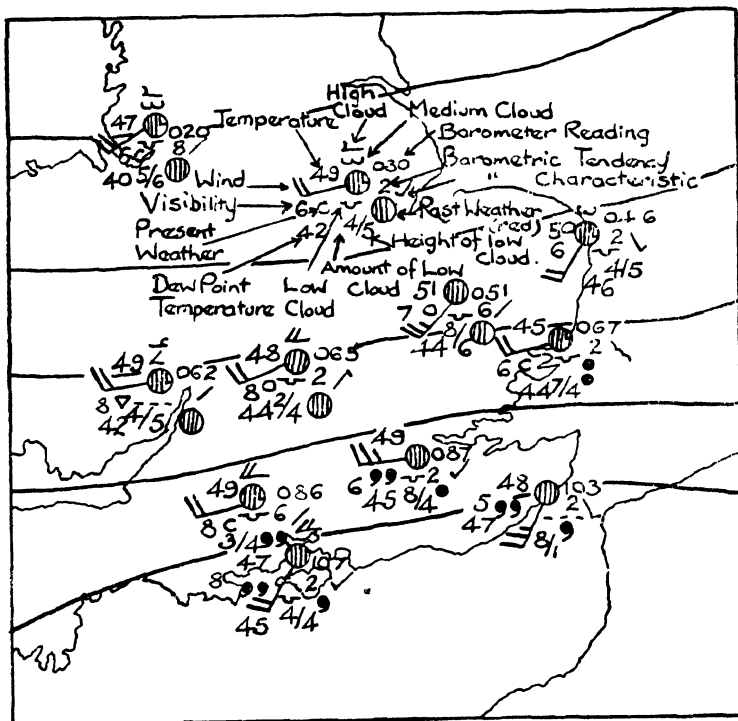 High
Cloud
Medium Cloud
Temperature
Barometer Reading
Barometric Tendency
" Characteristic
Wind
Visibility
Past Weather
(red)
Present
Weather
Height of low
Cloud.
Amount of Low
Cloud
Dew Point
Temperature
Low
Cloud
47 020
8
40 5/6
49 030
2
6
42 4/5
50 046
6 2
4/5
46
51 051
7 0 6
44 8/6
45 067
6 2
44 7/4
49 062
8
42 4/5
48 065
8 2
44 2/4
49 087
6 2
45 8/4
49 086
8 6
3/4
48 103
5 2
47
8/1
47 107
8 2
45 4/4